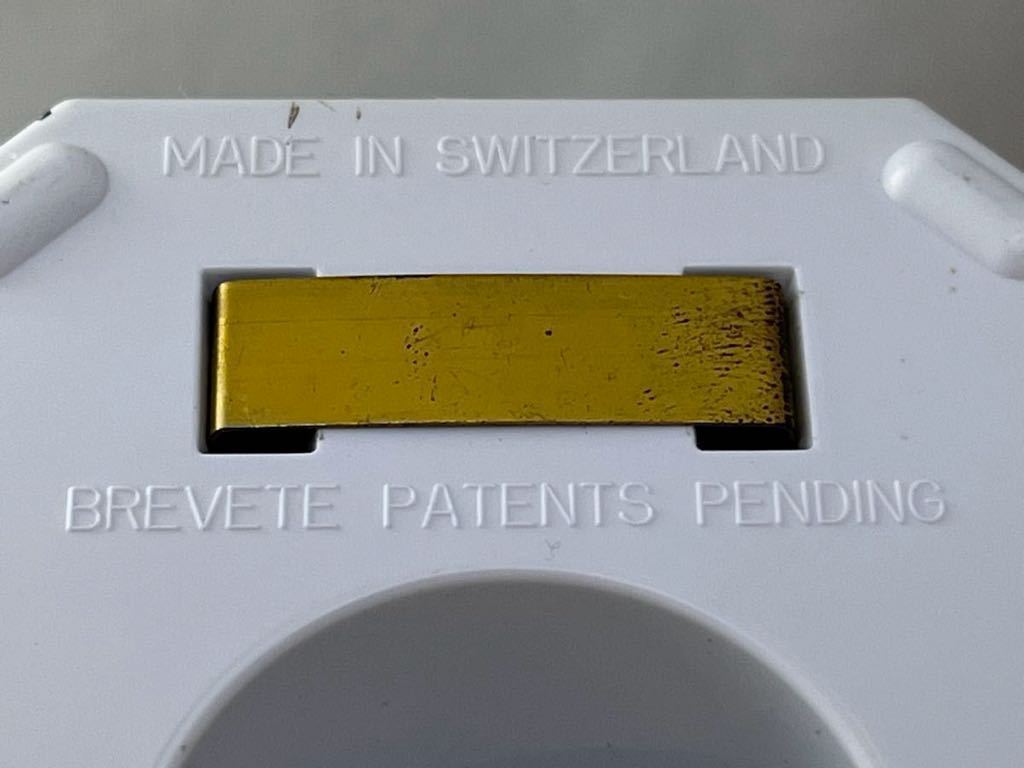 MADE IN SWITZERLAND
BREVETE PATENTS PENDING